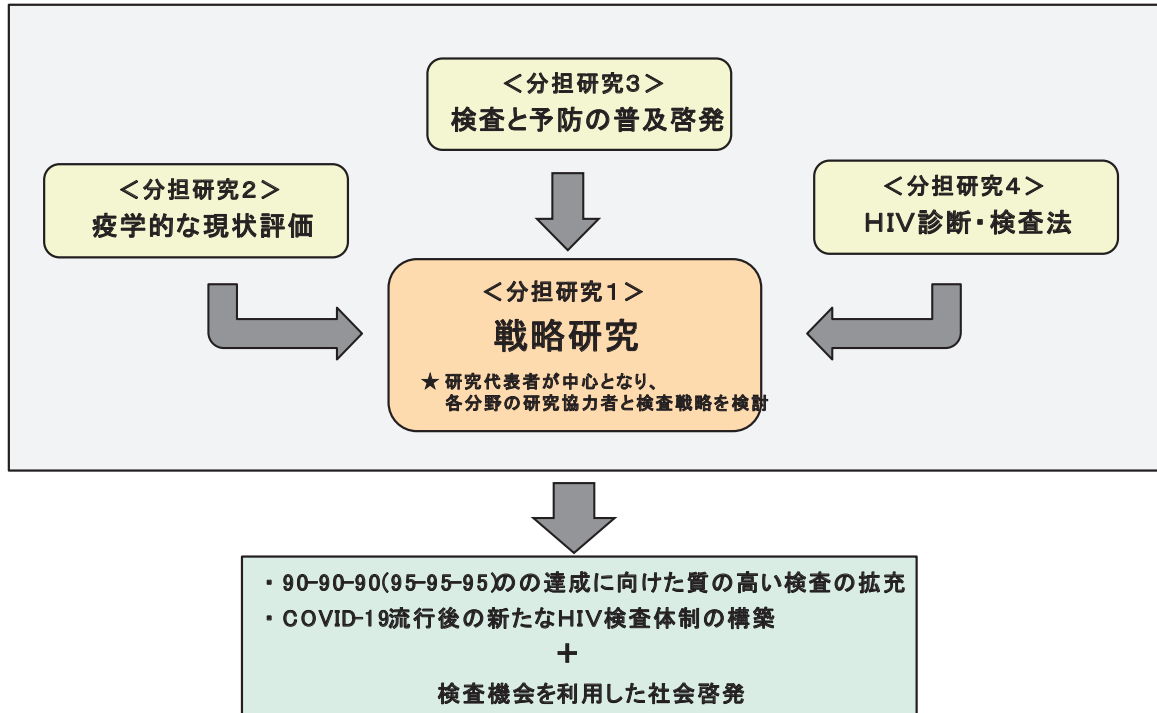 <分担研究3>
検査と予防の普及啓発
<分担研究2>
疫学的な現状評価
<分担研究4>
HIV診断・検査法
<分担研究1>
戦略研究
★ 研究代表者が中心となり、
各分野の研究協力者と検査戦略を検討
・90-90-90(95-95-95)のの達成に向けた質の高い検査の拡充
・COVID-19流行後の新たなHIV検査体制の構築
+
検査機会を利用した社会啓発